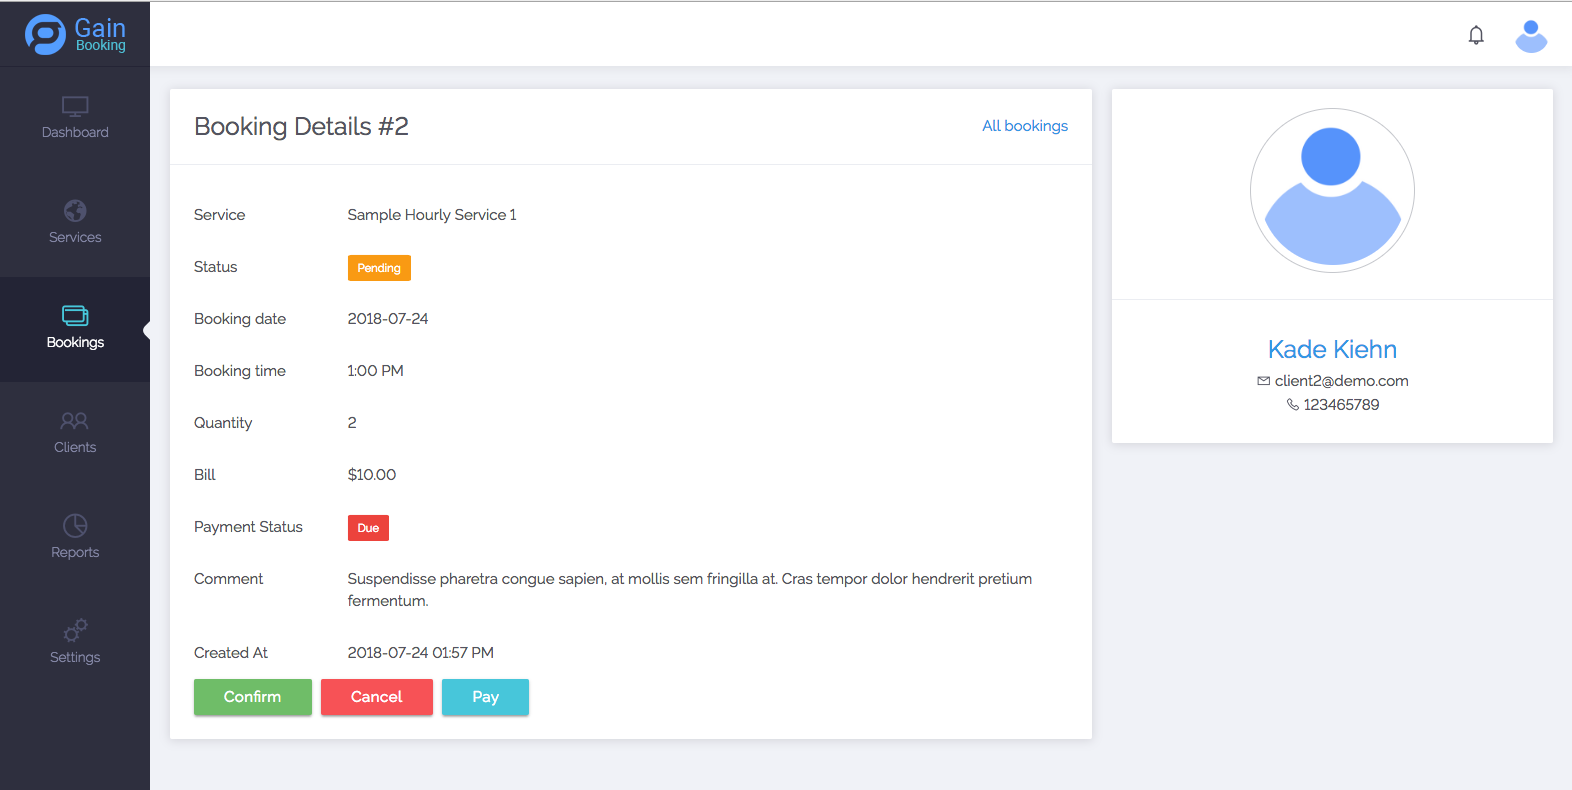 Gain
Booking
Dashboard
Services
Bookings
Clients
Reports
Settings
Booking Details #2
All bookings
Service Sample Hourly Service 1
Status Pending
Booking date 2018-07-24
Booking time 1:00 PM
Quantity 2
Bill $10.00
Payment Status Due
Comment Suspendisse pharetra congue sapien, at mollis sem fringilla at. Cras tempor dolor hendrerit pretium
fermentum.
Created At 2018-07-24 01:57 PM
Confirm Cancel Pay
Kade Kiehn
client2@demo.com
123465789